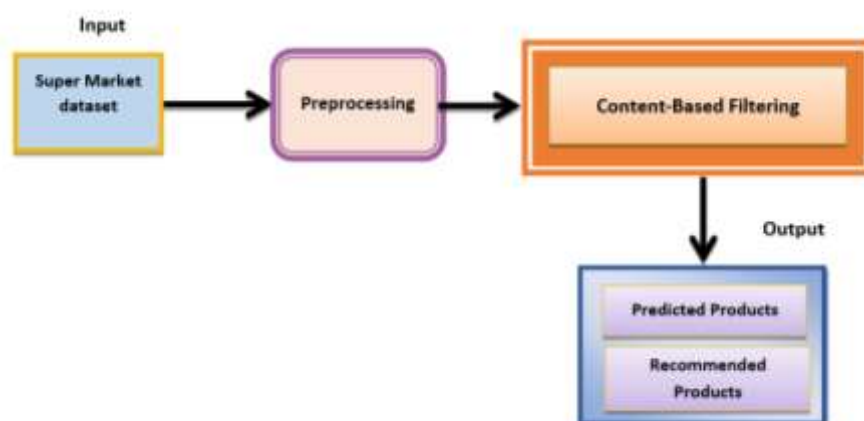 Input
Super Market
dataset
Preprocessing
Content-Based Filtering
Output
Predicted Products
Recommended
Products